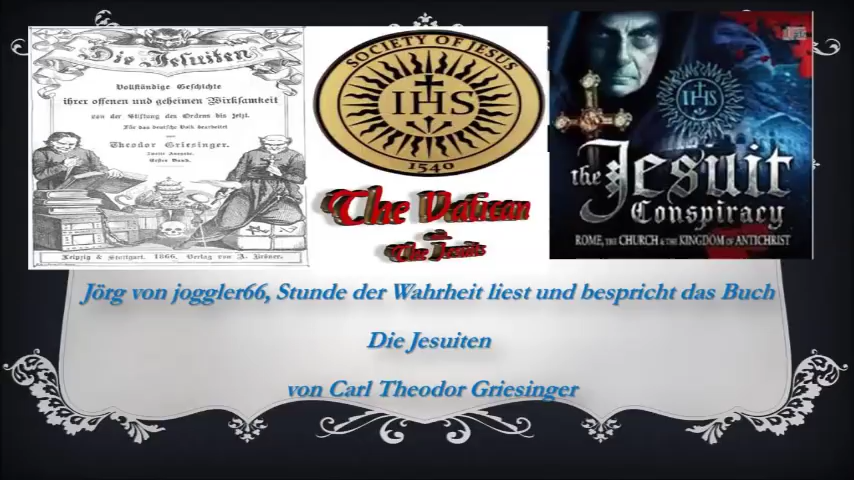 Die Jesuiten
Vollständige Geschichte
ihrer offenen und geheimen Wirksamkeit
von der Stiftung des Ordens bis jetzt.
Für das deutsche Volk bearbeitet
von
Theodor Griesinger.
Zweite Ausgabe.
Erster Band.
Leipzig & Stuttgart. 1866. Verlag von A. Kröner.
SOCIETY OF JESUS
IHS
1540
The Vatican
The Jesuits
IHS
the Jesuit
Conspiracy
ROME, THE CHURCH & THE KINGDOM OF ANTICHRIST
Jörg von joggler66, Stunde der Wahrheit liest und bespricht das Buch
Die Jesuiten
von Carl Theodor Griesinger